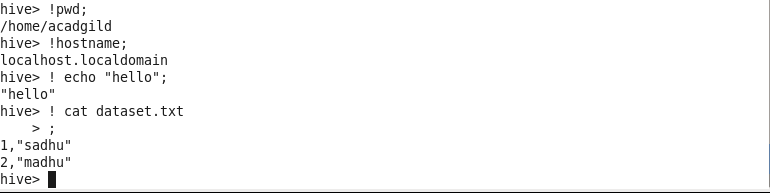 hive> !pwd;
/home/acadgild
hive> !hostname;
localhost.localdomain
hive> ! echo "hello";
"hello"
hive> ! cat dataset.txt
    > ;
1,"sadhu"
2,"madhu"
hive>